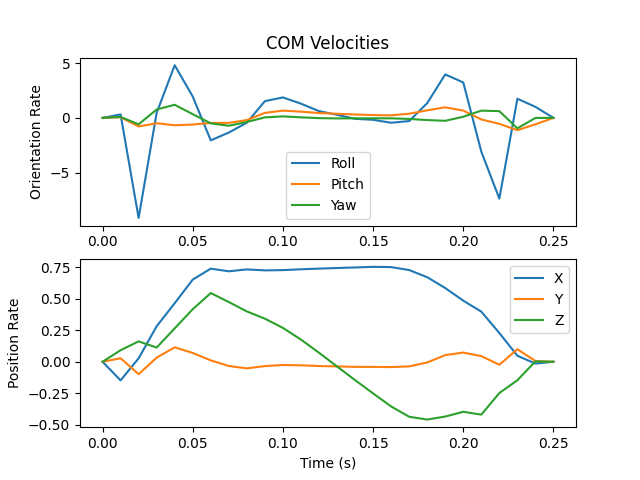 COM Velocities
Orientation Rate
5
0
−5
Roll
Pitch
Yaw
0.00 0.05 0.10 0.15 0.20 0.25
Position Rate
0.75
0.50
0.25
0.00
−0.25
−0.50
X
Y
Z
0.00 0.05 0.10 0.15 0.20 0.25
Time (s)